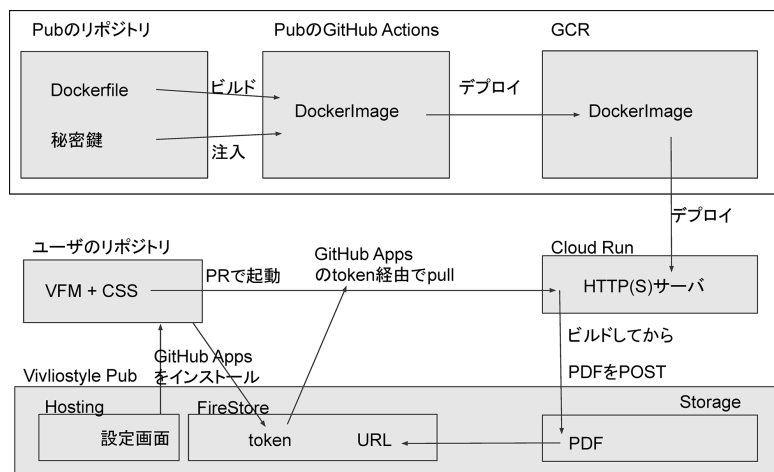 Pubのリポジトリ
PubのGitHub Actions
GCR
Dockerfile
ビルド
DockerImage
デプロイ
DockerImage
秘密鍵
注入
デプロイ
ユーザのリポジトリ
GitHub Apps
のtoken経由でpull
Cloud Run
VFM + CSS
PRで起動
HTTP(S)サーバ
ビルドしてから
PDFをPOST
GitHub Apps
をインストール
Vivliostyle Pub
Hosting
設定画面
FireStore
token
URL
Storage
PDF